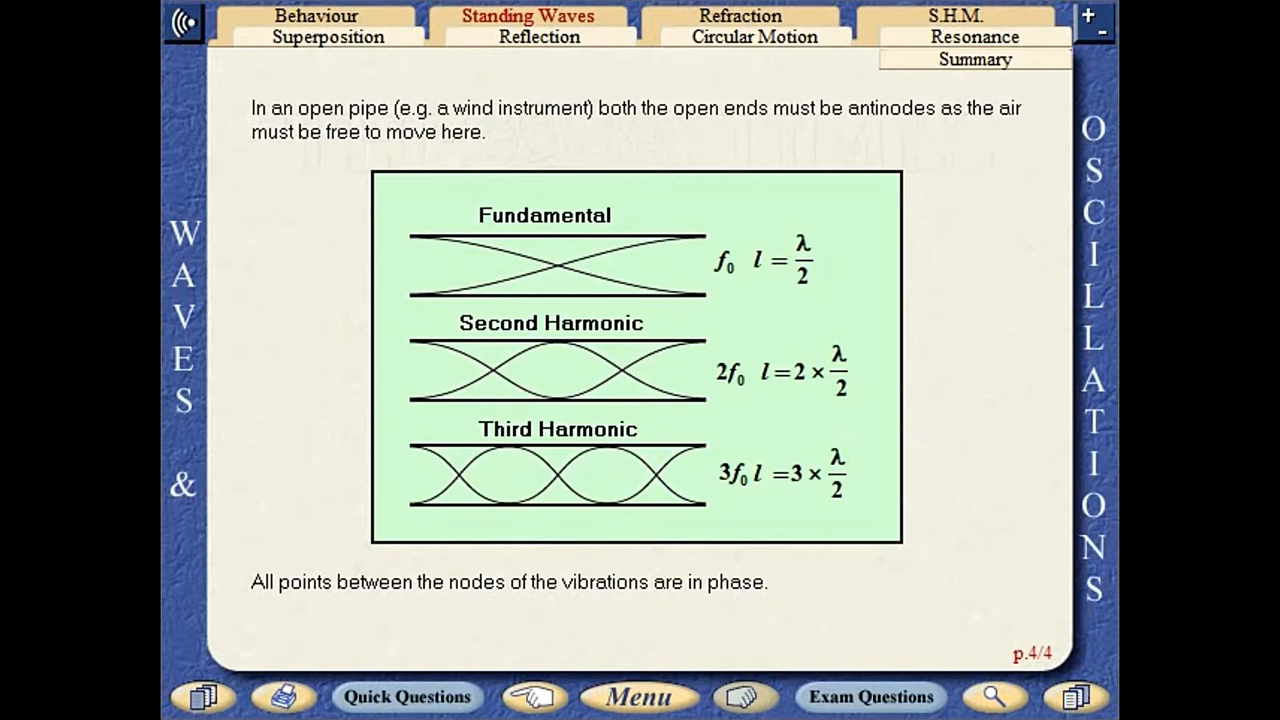 Behaviour
Standing Waves
Refraction
S.H.M.
Superposition
Reflection
Circular Motion
Resonance
Summary
+
-
In an open pipe (e.g. a wind instrument) both the open ends must be antinodes as the air
must be free to move here.
Fundamental
f₀ l = λ/2
Second Harmonic
2f₀ l = 2 × λ/2
Third Harmonic
3f₀ l = 3 × λ/2
All points between the nodes of the vibrations are in phase.
WAVES &
OSCILLATIONS
p.4/4
Quick Questions
Menu
Exam Questions